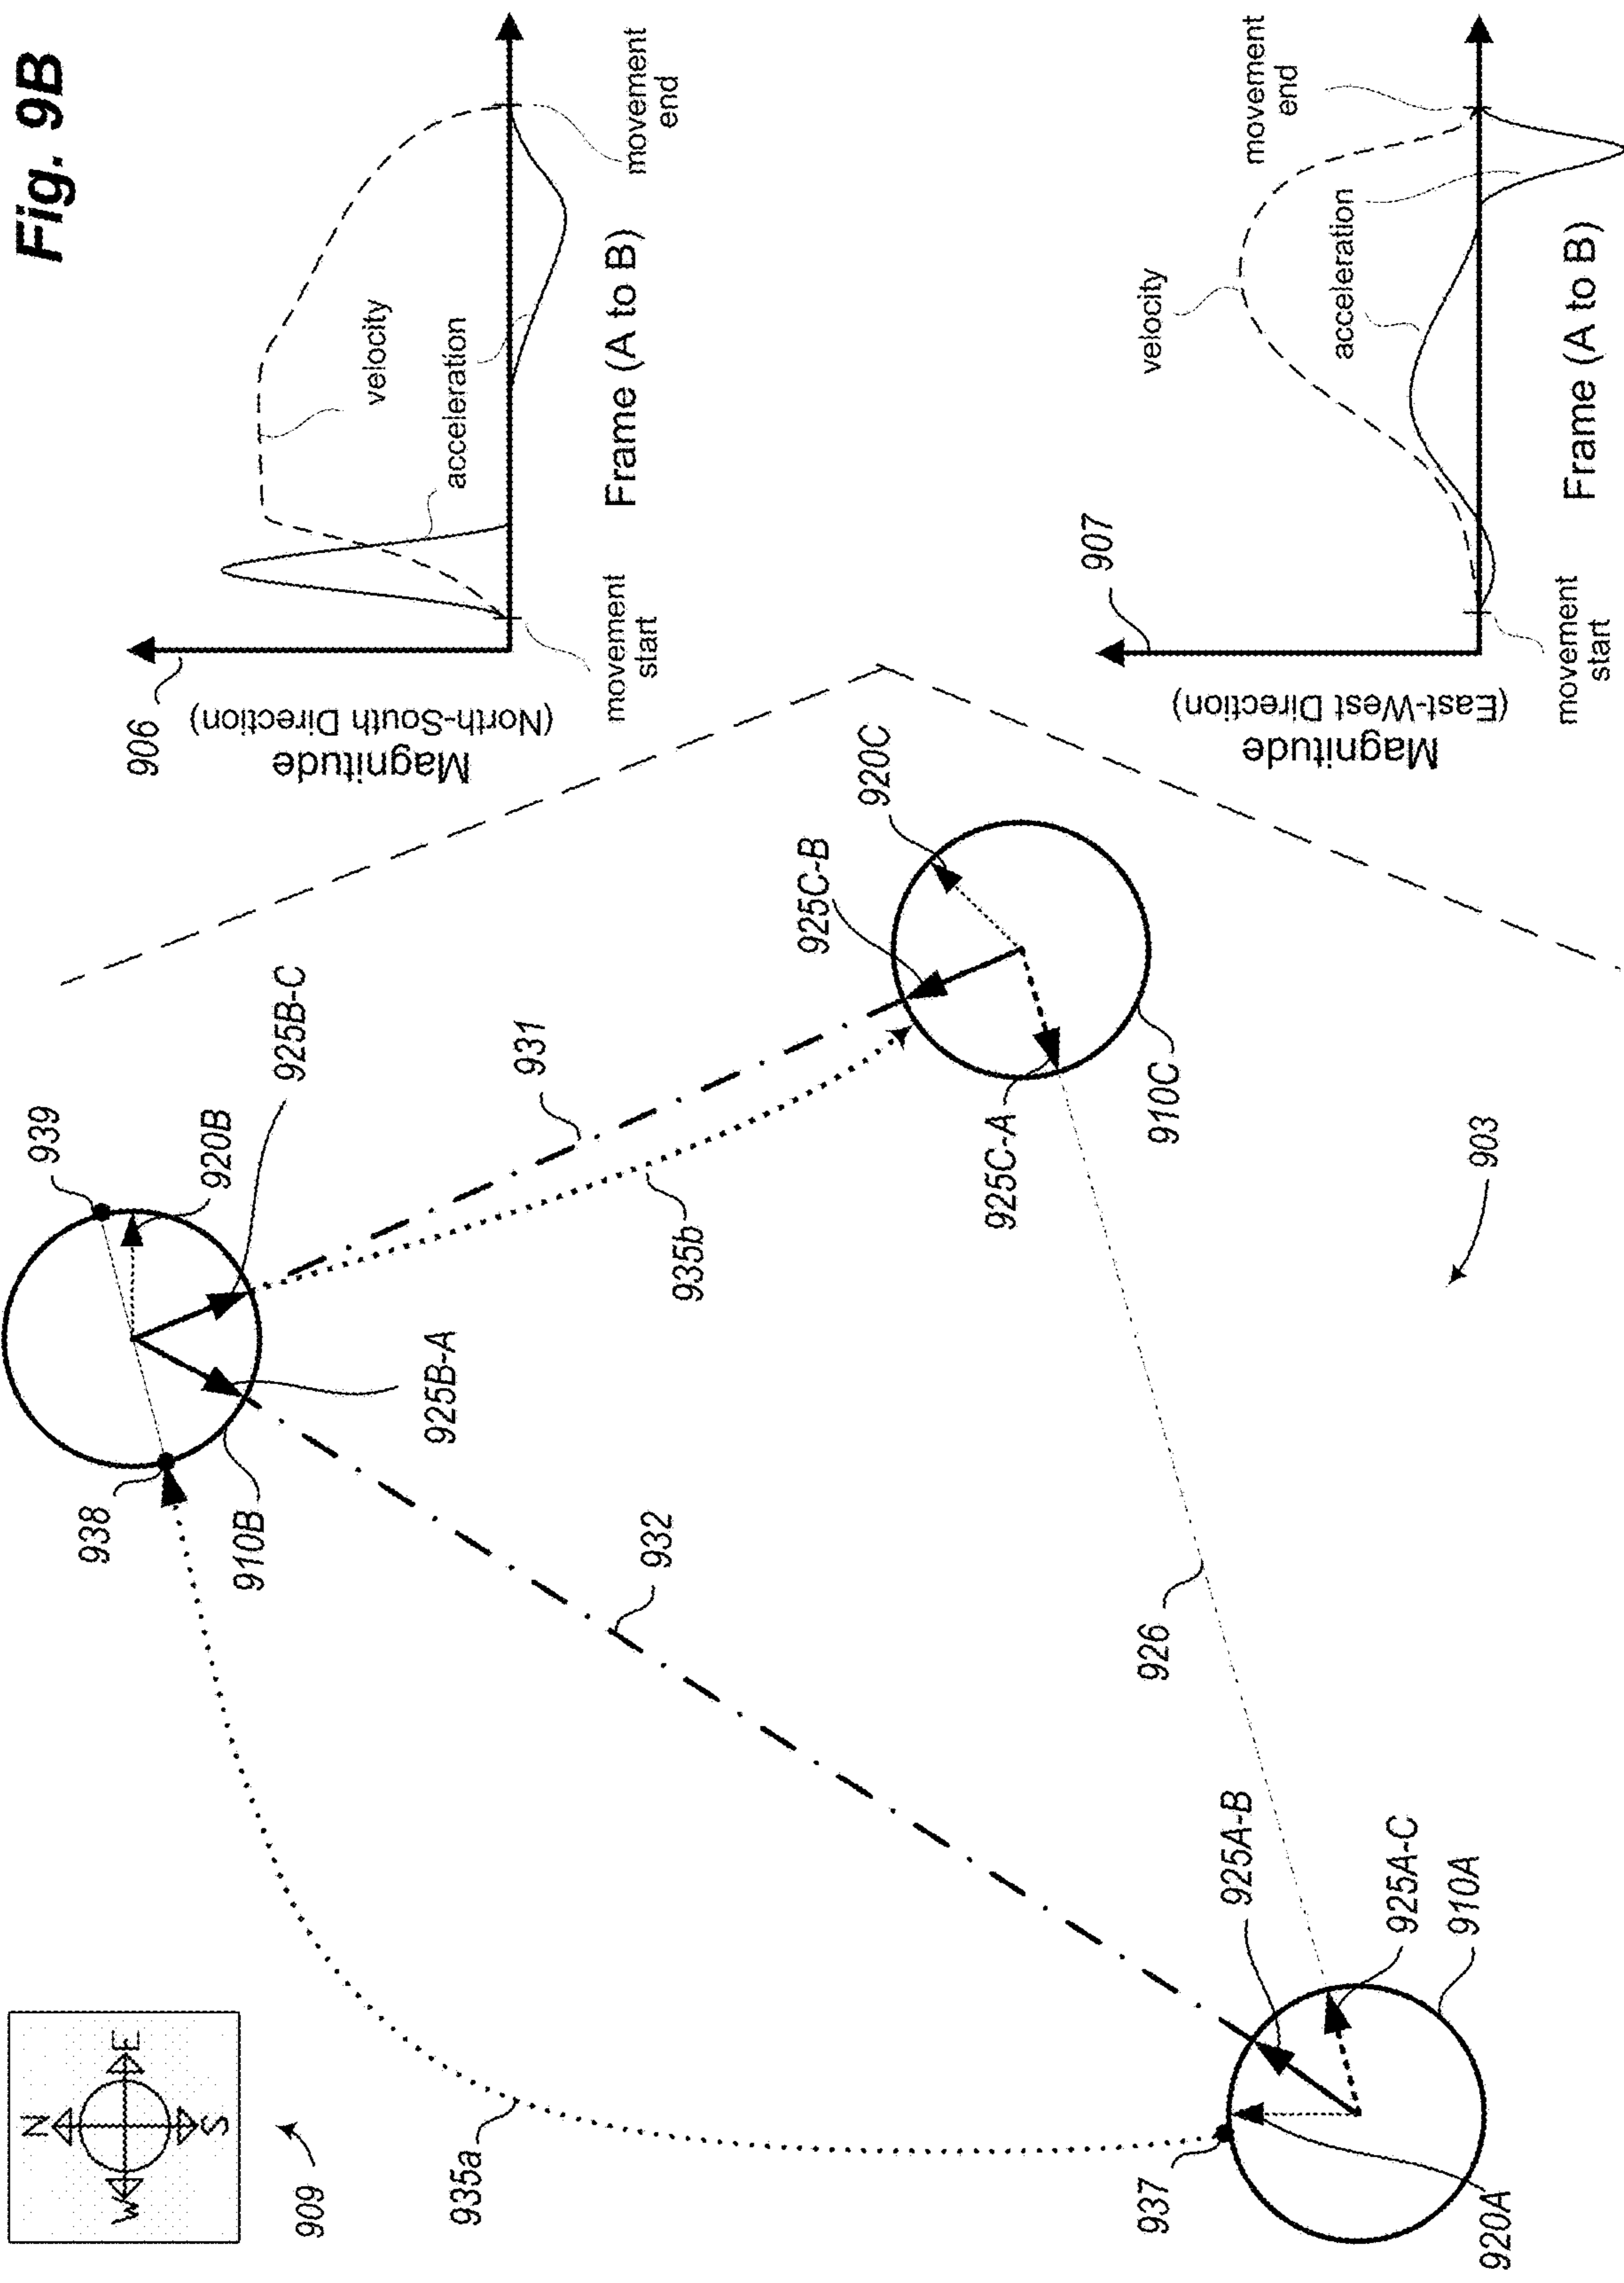 Fig. 9B
N
W
E
S
909
935a
937
920A
925A-B
925A-C
910A
926
932
938
910B
925B-A
939
920B
925B-C
931
935b
925C-B
920C
925C-A
910C
903
906
Magnitude
(North-South Direction)
velocity
acceleration
movement
start
Frame (A to B)
movement
end
907
Magnitude
(East-West Direction)
velocity
acceleration
movement
start
Frame (A to B)
movement
end